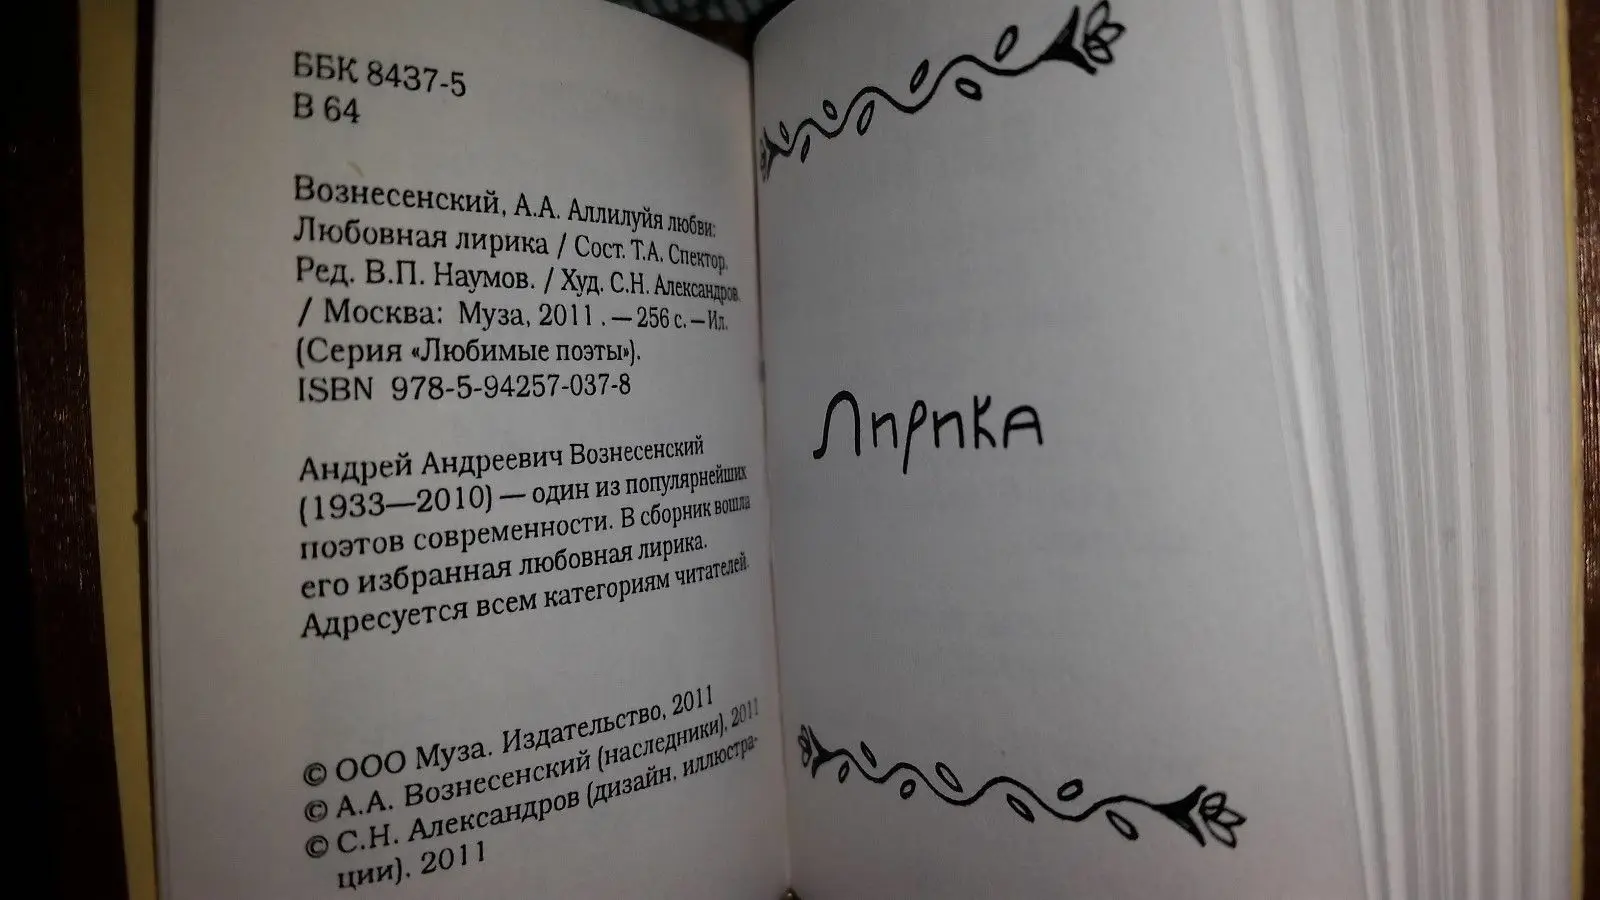 ББК 8437-5
В 64
Вознесенский, А.А. Аллилуйя любви:
Любовная лирика / Сост. Т.А. Спектор.
Ред. В.П. Наумов. / Худ. С.Н. Александров.
/ Москва: Муза, 2011 . — 256 с. — Ил.
(Серия «Любимые поэты»).
ISBN 978-5-94257-037-8
Андрей Андреевич Вознесенский
(1933—2010) — один из популярнейших
поэтов современности. В сборник вошла
его избранная любовная лирика.
Адресуется всем категориям читателей.
© ООО Муза. Издательство, 2011
© А.А. Вознесенский (наследники), 2011
© С.Н. Александров (дизайн, иллюстра-
ции), 2011
Лирика